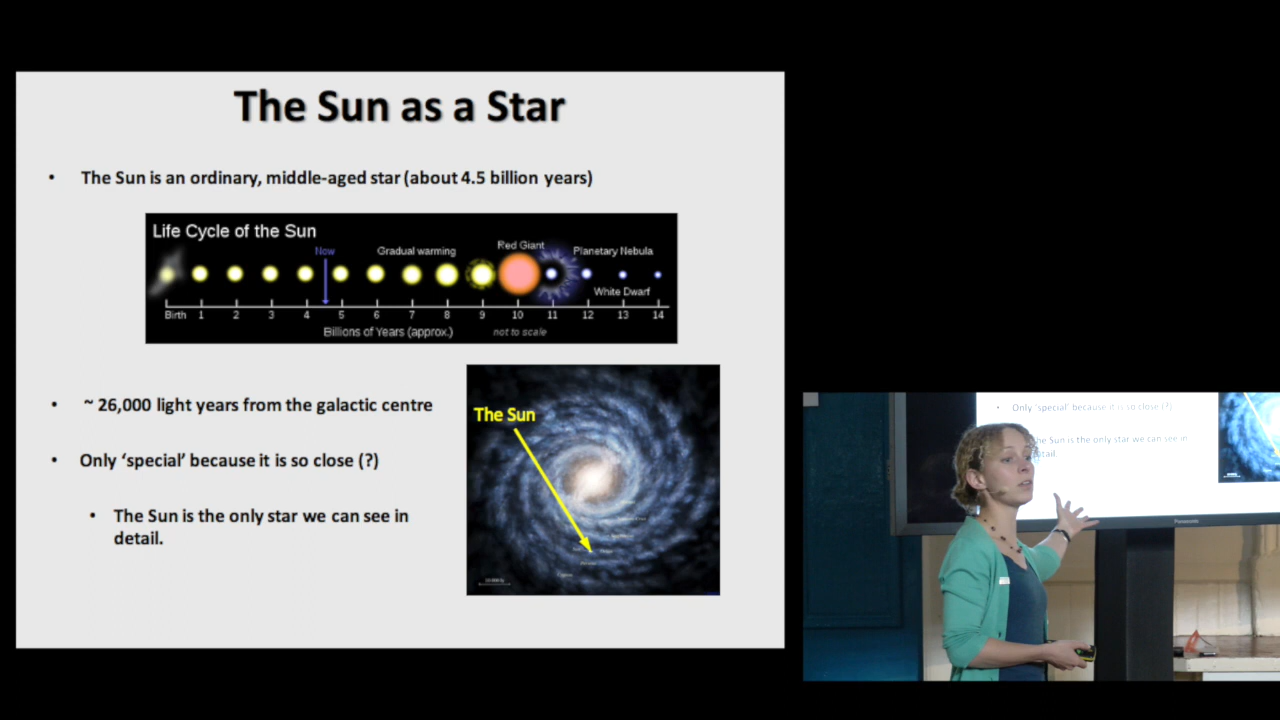 The Sun as a Star
• The Sun is an ordinary, middle-aged star (about 4.5 billion years)
Life Cycle of the Sun
Now
Gradual warming
Red Giant
Planetary Nebula
White Dwarf
Birth 1 2 3 4 5 6 7 8 9 10 11 12 13 14
Billions of Years (approx.)
not to scale
• ~ 26,000 light years from the galactic centre
• Only ‘special’ because it is so close (?)
• The Sun is the only star we can see in
detail.
The Sun
• Only ‘special’ because it is so close (?)
he Sun is the only star we can see in
etail.
Panasonic